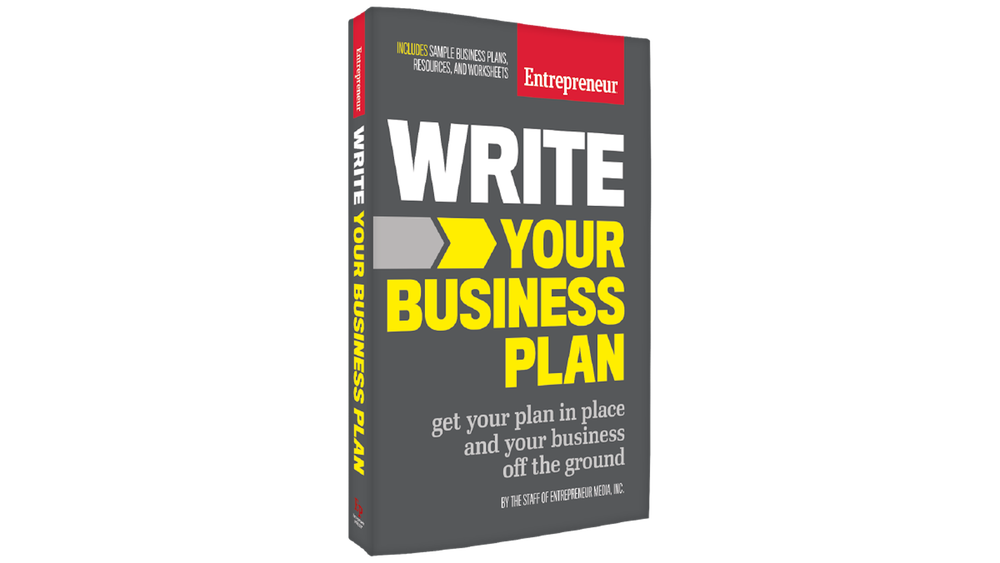 Entrepreneur
WRITE YOUR BUSINESS PLAN
INCLUDES SAMPLE BUSINESS PLANS,
RESOURCES, AND WORKSHEETS
Entrepreneur
WRITE
YOUR
BUSINESS
PLAN
get your plan in place
and your business
off the ground
BY THE STAFF OF ENTREPRENEUR MEDIA, INC.